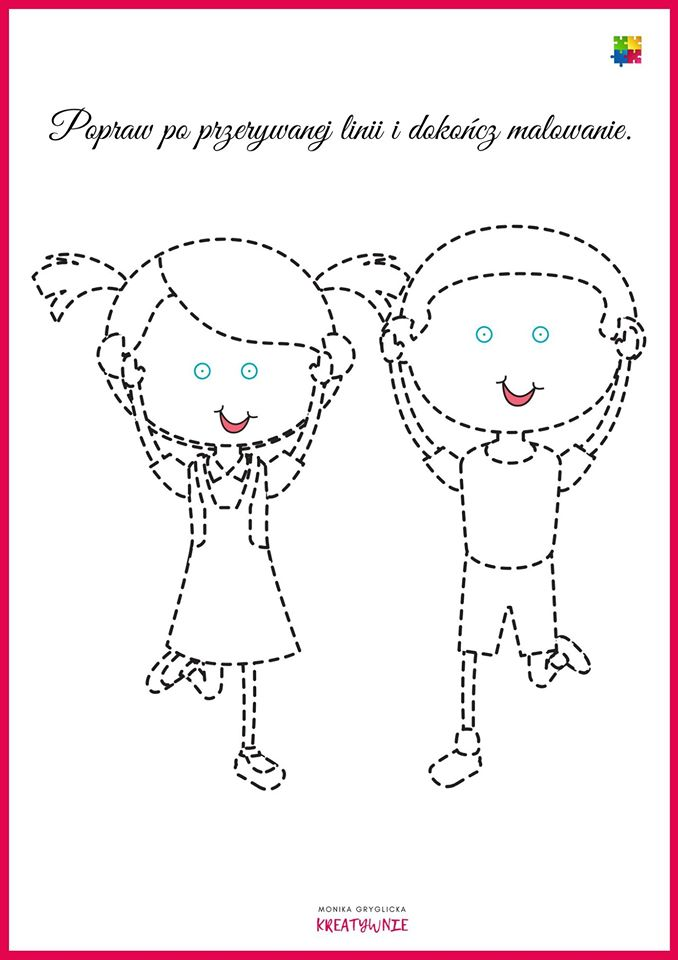 Popraw po przerywanej linii i dokończ malowanie.
MONIKA GRYGLICKA
KREATYWNIE